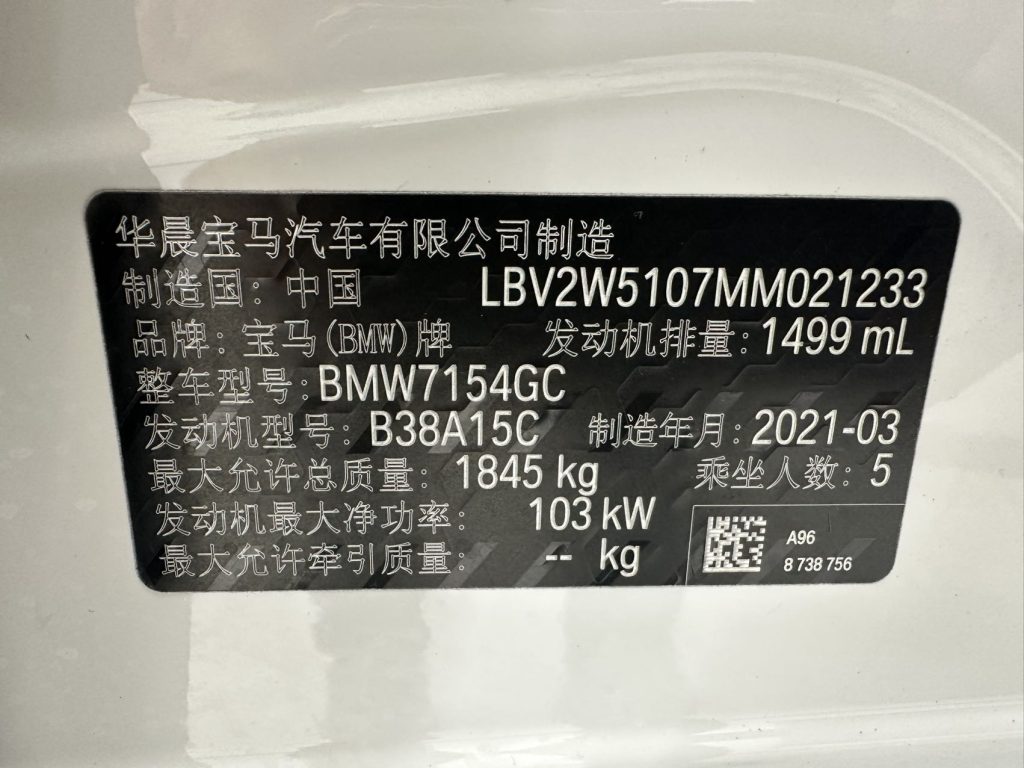 华晨宝马汽车有限公司制造
制造国：中国 LBV2W5107MM021233
品牌：宝马(BMW)牌 发动机排量：1499 mL
整车型号：BMW7154GC
发动机型号：B38A15C 制造年月：2021-03
最大允许总质量：1845 kg 乘坐人数：5
发动机最大净功率：103 kW
最大允许牵引质量：-- kg
A96
8 738 756